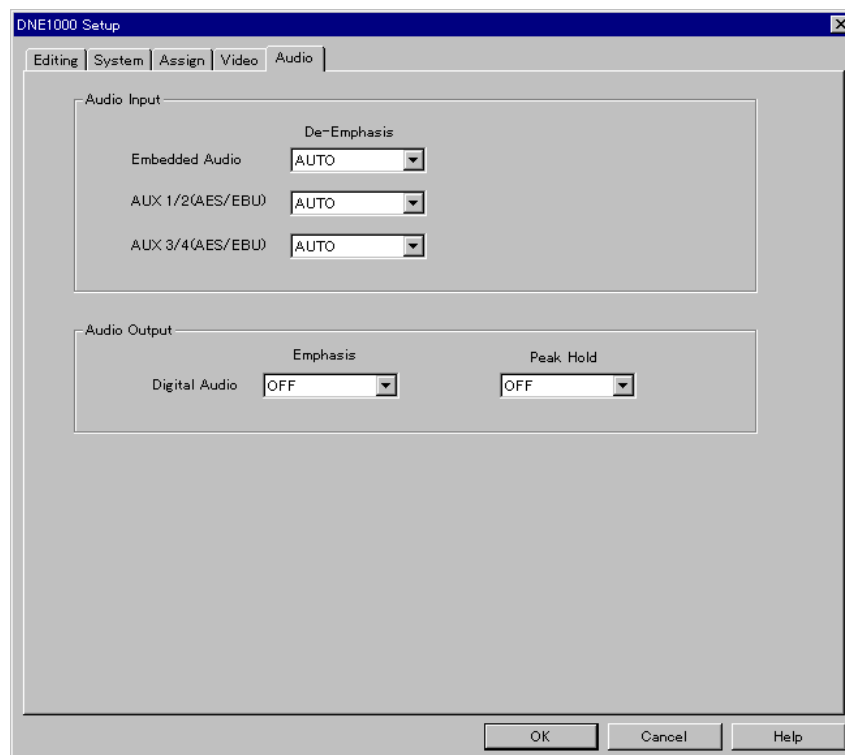 DNE1000 Setup
Editing System Assign Video Audio
Audio Input
De-Emphasis
Embedded Audio AUTO
AUX 1/2(AES/EBU) AUTO
AUX 3/4(AES/EBU) AUTO
Audio Output
Emphasis Peak Hold
Digital Audio OFF OFF
OK Cancel Help